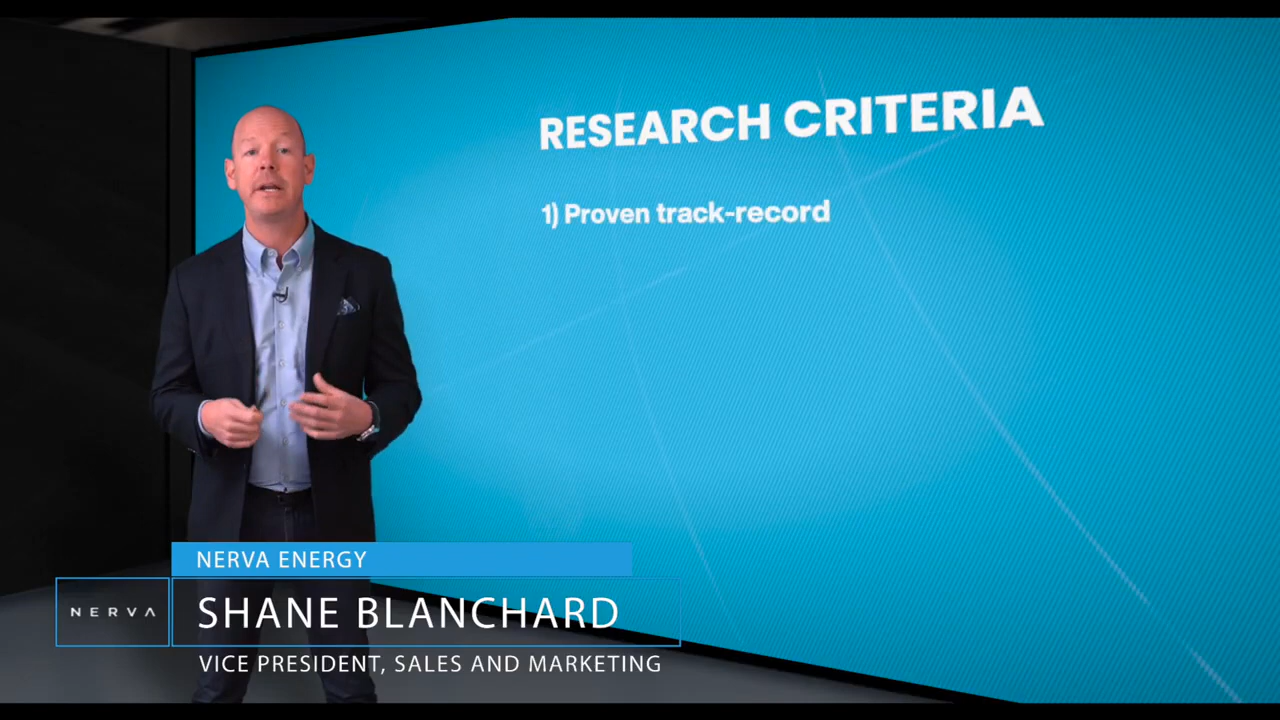 RESEARCH CRITERIA
1) Proven track-record
NERVA ENERGY
NERVA
SHANE BLANCHARD
VICE PRESIDENT, SALES AND MARKETING